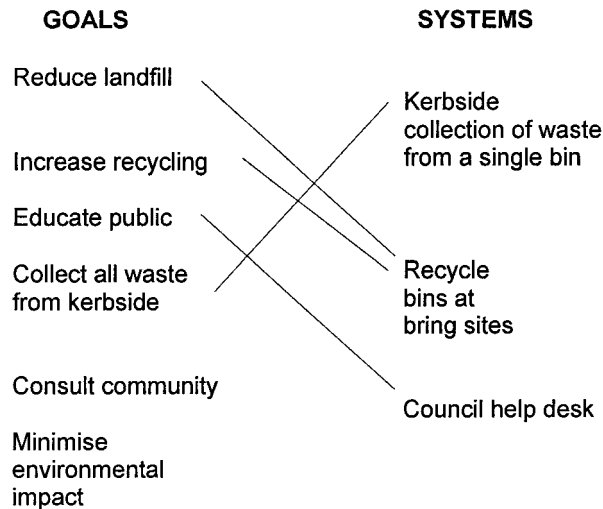 GOALS
SYSTEMS
Reduce landfill
Increase recycling
Educate public
Collect all waste
from kerbside
Consult community
Minimise
environmental
impact
Kerbside
collection of waste
from a single bin
Recycle
bins at
bring sites
Council help desk